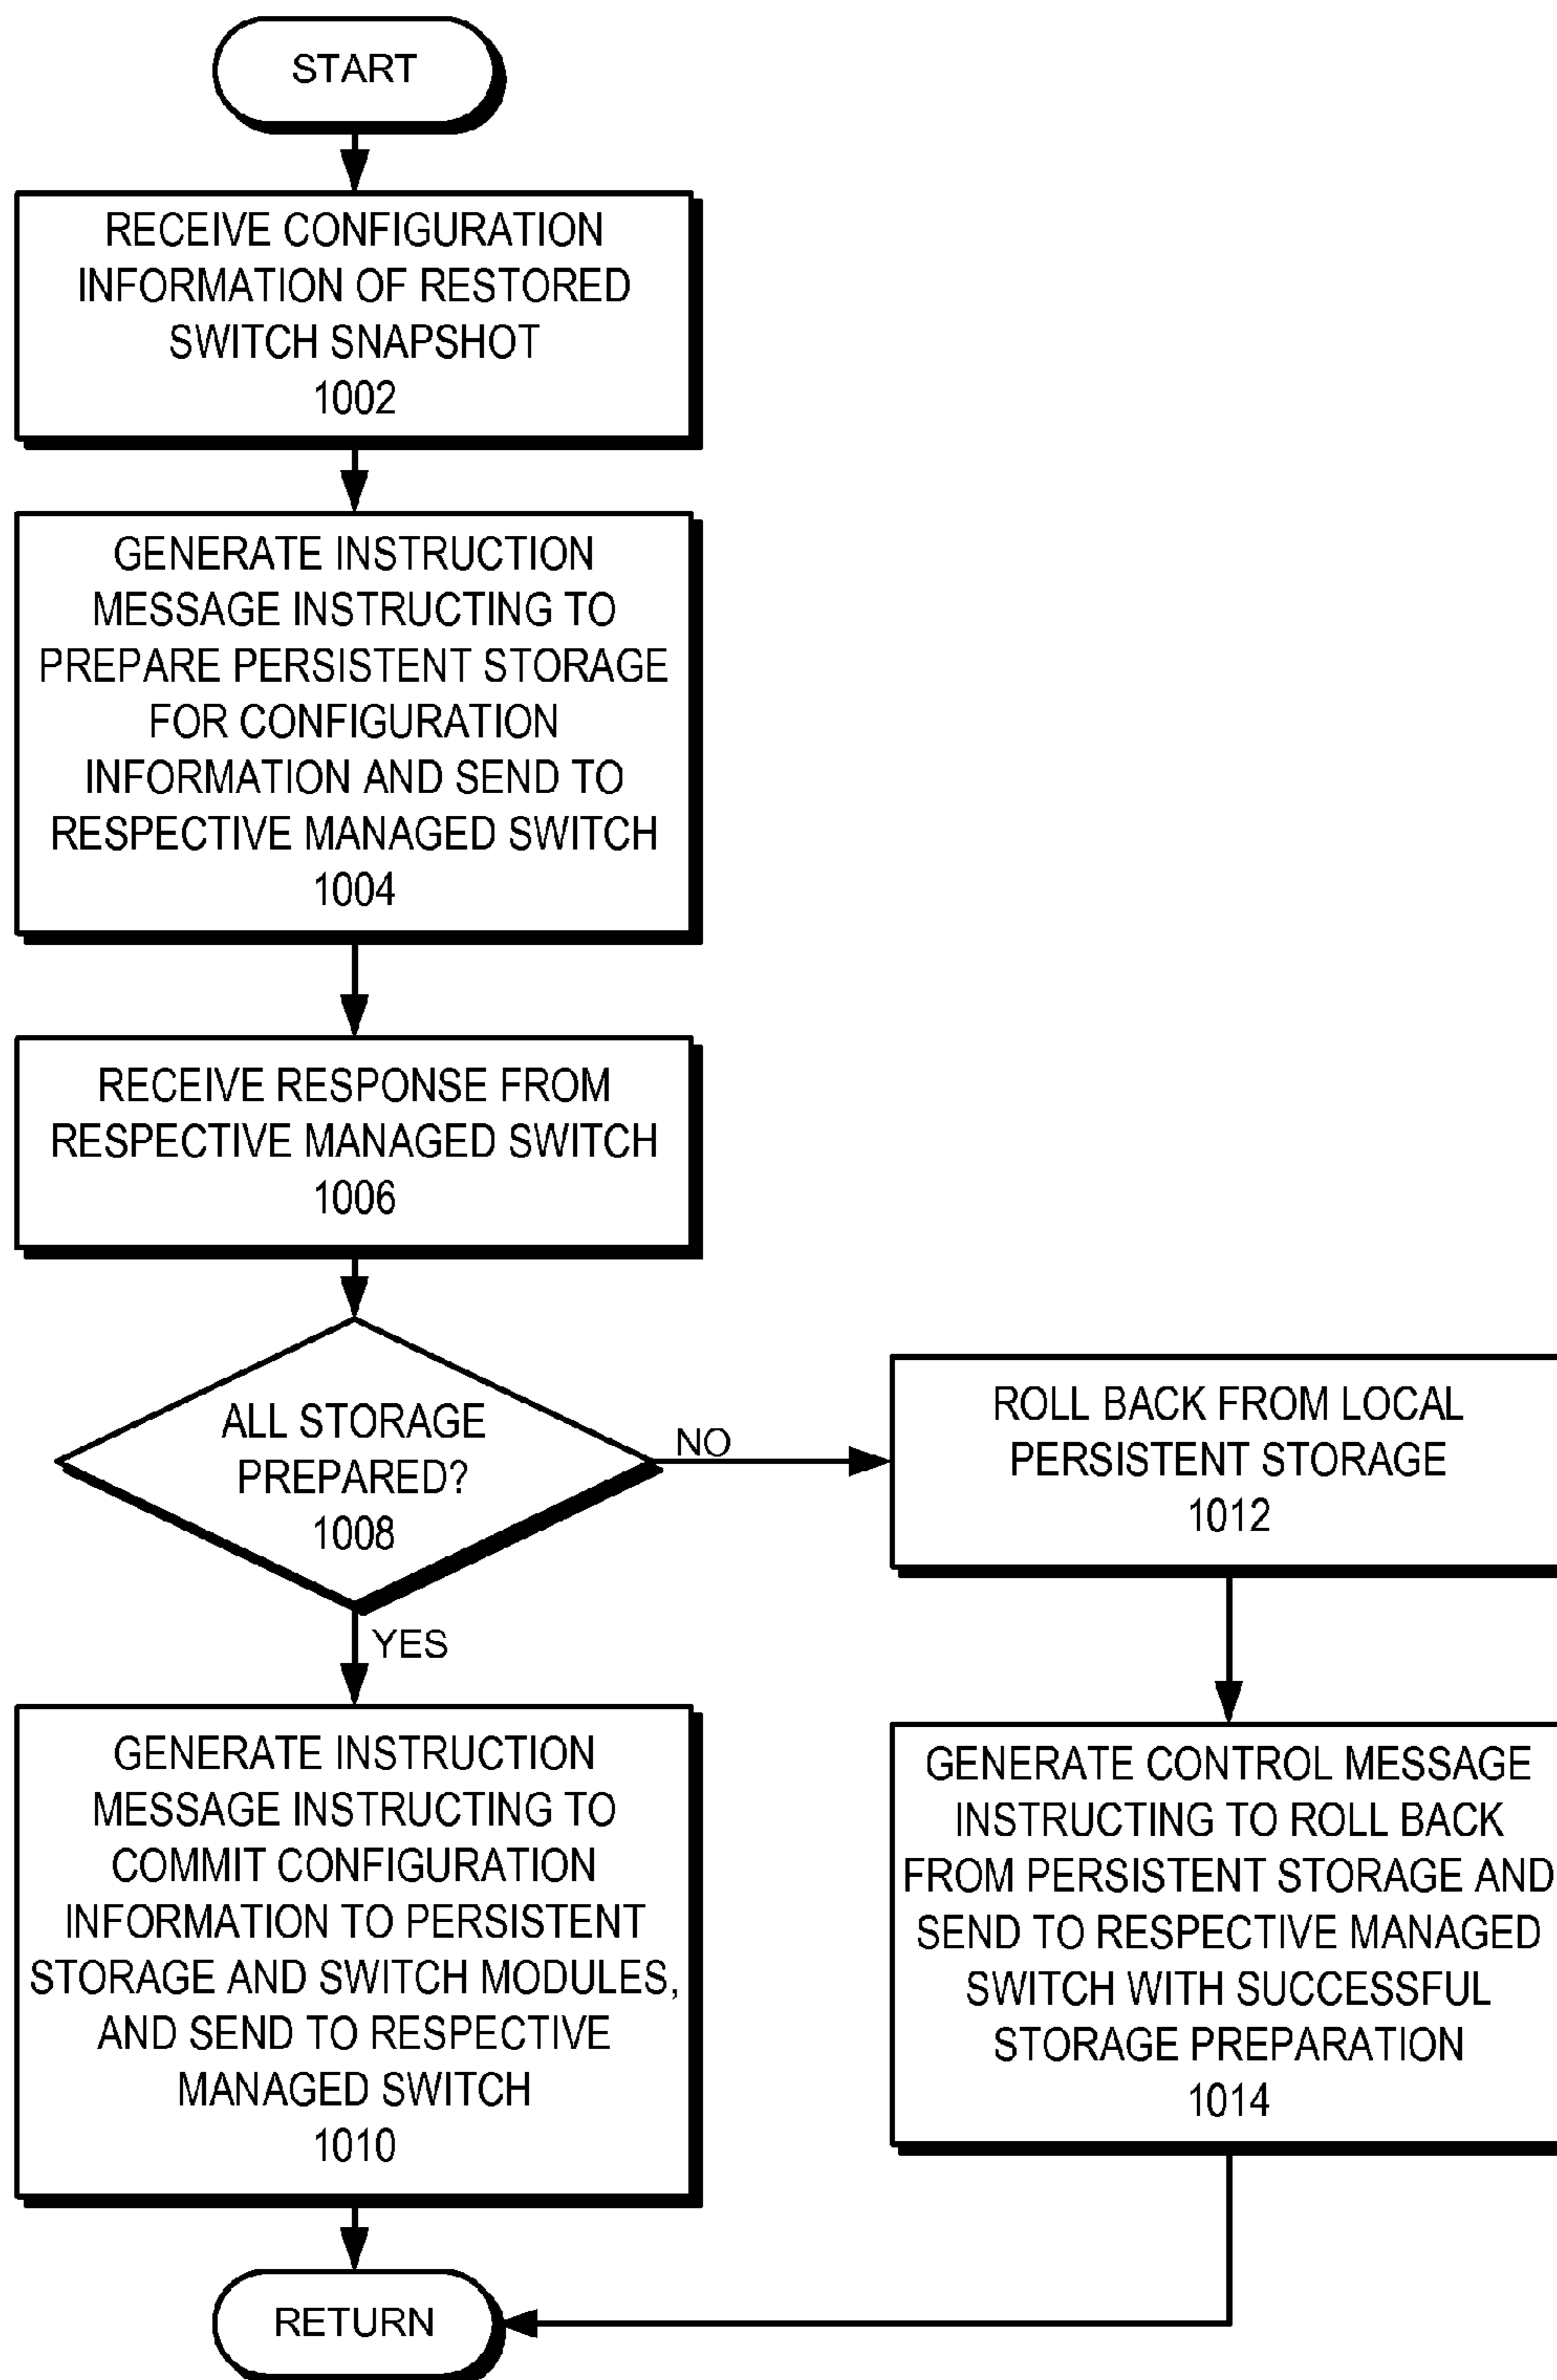 START
RECEIVE CONFIGURATION
INFORMATION OF RESTORED
SWITCH SNAPSHOT
1002
GENERATE INSTRUCTION
MESSAGE INSTRUCTING TO
PREPARE PERSISTENT STORAGE
FOR CONFIGURATION
INFORMATION AND SEND TO
RESPECTIVE MANAGED SWITCH
1004
RECEIVE RESPONSE FROM
RESPECTIVE MANAGED SWITCH
1006
ALL STORAGE
PREPARED?
1008
NO
YES
ROLL BACK FROM LOCAL
PERSISTENT STORAGE
1012
GENERATE INSTRUCTION
MESSAGE INSTRUCTING TO
COMMIT CONFIGURATION
INFORMATION TO PERSISTENT
STORAGE AND SWITCH MODULES,
AND SEND TO RESPECTIVE
MANAGED SWITCH
1010
GENERATE CONTROL MESSAGE
INSTRUCTING TO ROLL BACK
FROM PERSISTENT STORAGE AND
SEND TO RESPECTIVE MANAGED
SWITCH WITH SUCCESSFUL
STORAGE PREPARATION
1014
RETURN